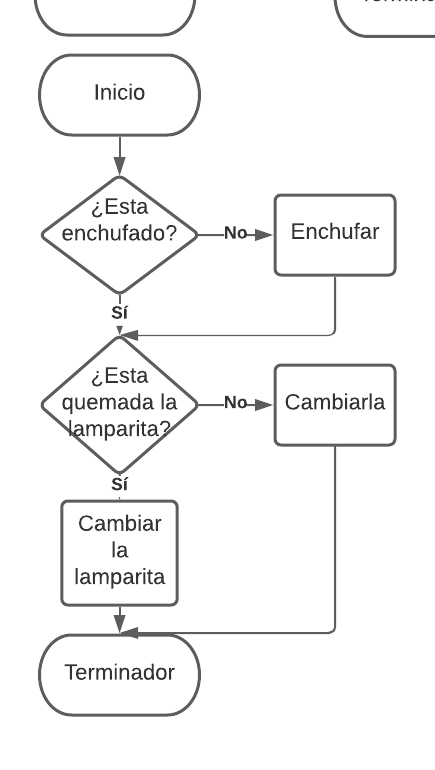 Inicio
¿Esta
enchufado?
No
Enchufar
Sí
¿Esta
quemada la
lamparita?
No
Cambiarla
Sí
Cambiar
la
lamparita
Terminador